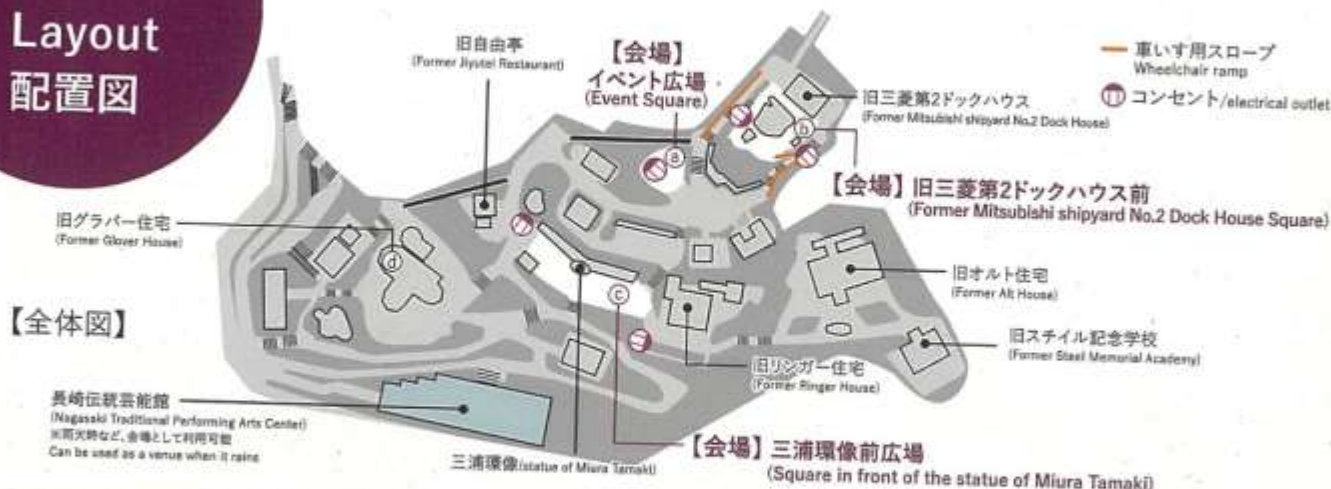 Layout
配置図
旧自由亭
(Former Jiyutei Restaurant)
【会場】
イベント広場
(Event Square)
車いす用スロープ
Wheelchair ramp
コンセント/electrical outlet
旧三菱第2ドックハウス
(Former Mitsubishi shipyard No.2 Dock House)
a
b
【会場】旧三菱第2ドックハウス前
(Former Mitsubishi shipyard No.2 Dock House Square)
旧グラバー住宅
(Former Glover House)
d
旧オルト住宅
(Former Alt House)
c
【全体図】
旧スチイル記念学校
(Former Steel Memorial Academy)
旧リンガー住宅
(Former Ringer House)
長崎伝統芸能館
(Nagasaki Traditional Performing Arts Center)
※雨天時など、会場として利用可能
Can be used as a venue when it rains
三浦環像(statue of Miura Tamaki)
【会場】三浦環像前広場
(Square in front of the statue of Miura Tamaki)